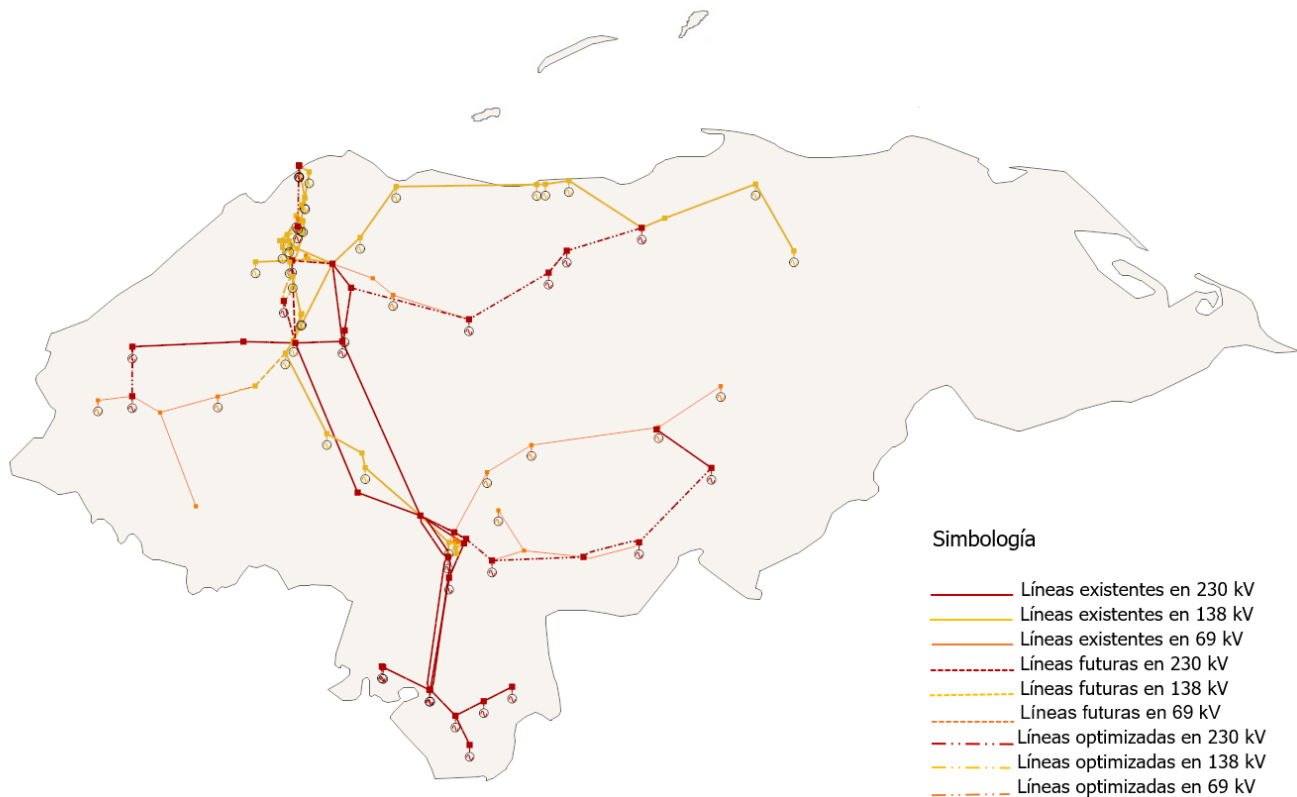 Simbología
Líneas existentes en 230 kV
Líneas existentes en 138 kV
Líneas existentes en 69 kV
Líneas futuras en 230 kV
Líneas futuras en 138 kV
Líneas futuras en 69 kV
Líneas optimizadas en 230 kV
Líneas optimizadas en 138 kV
Líneas optimizadas en 69 kV